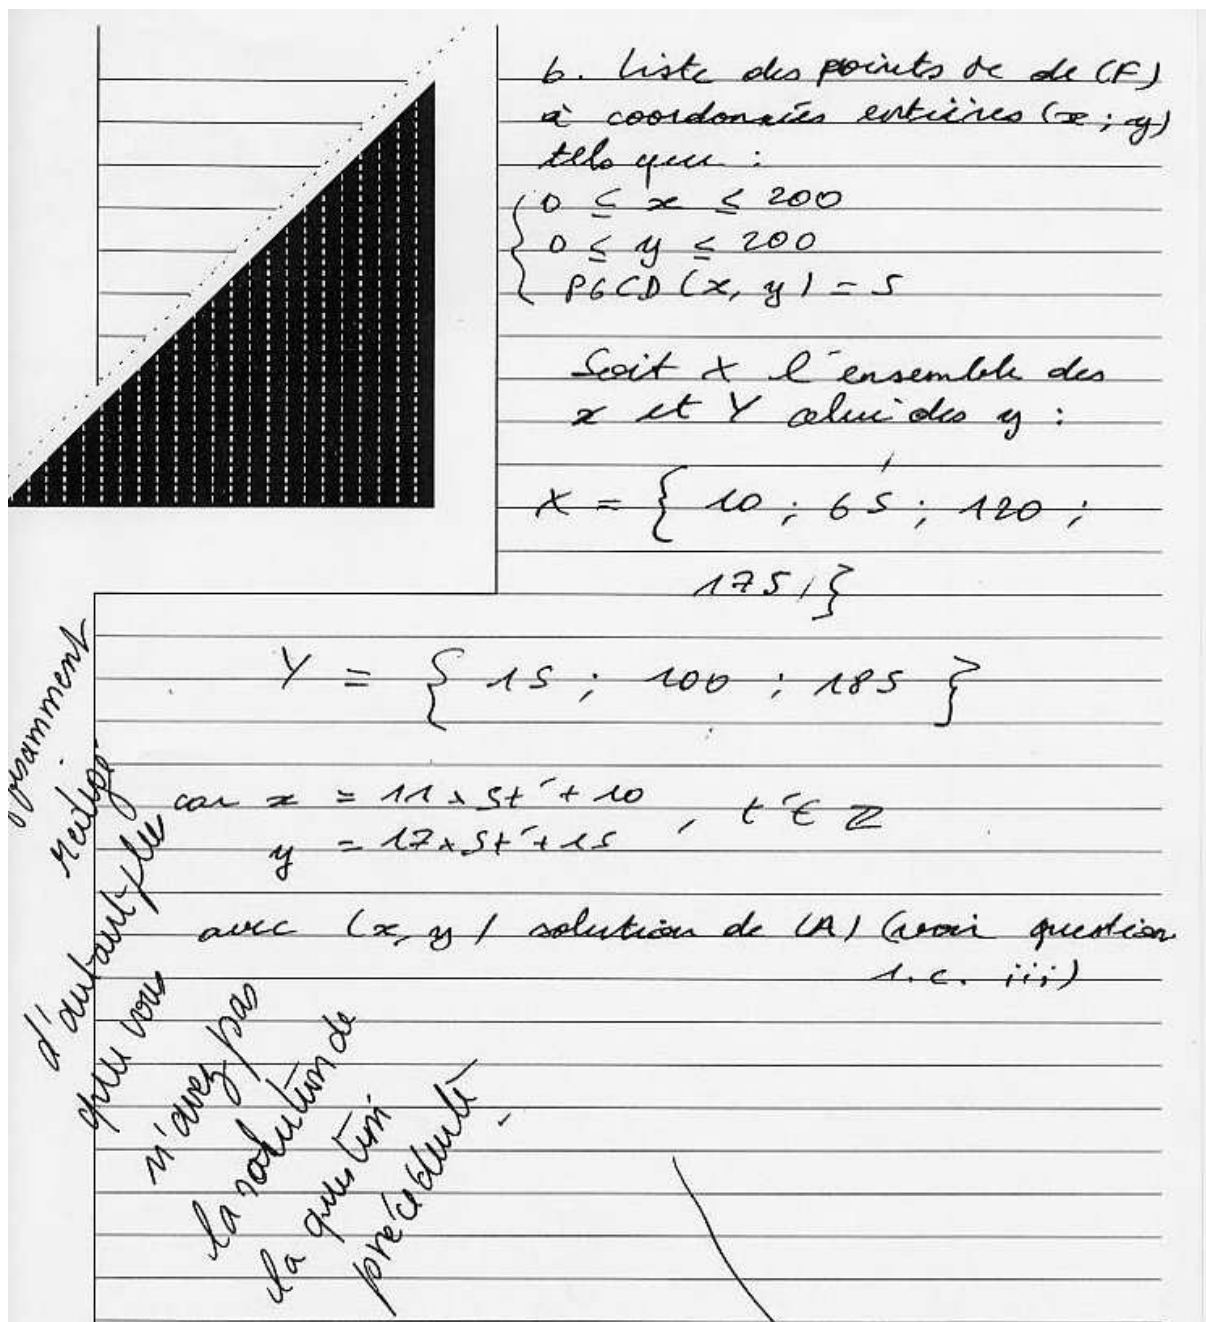 b. Liste des points de de (F)
à coordonnées entières (x ; y)
tels que :
0 ≤ x ≤ 200
0 ≤ y ≤ 200
PGCD (x, y) = 5
Soit X l'ensemble des
x et Y celui des y :
X = { 10 ; 65 ; 120 ;
175 ; }
Y = { 15 ; 100 ; 185 }
car x = 11 x 5t' + 10
y = 17 x 5t' + 15 , t' ∈ Z
avec (x, y) solution de (A) (voir question
1. c. iii)
rédigé
d'autant plus
que vous
n'avez pas
la solution de
la question
précédente